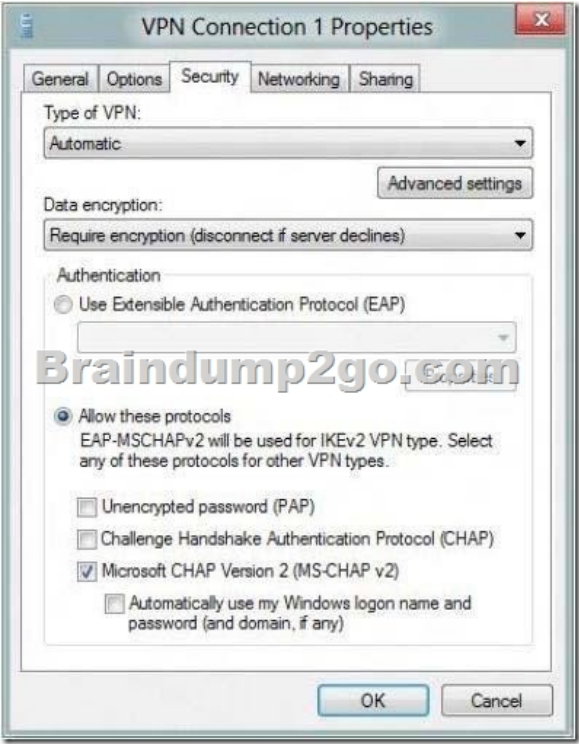 VPN Connection 1 Properties
General Options Security Networking Sharing
Type of VPN:
Automatic
Advanced settings
Data encryption:
Require encryption (disconnect if server declines)
Authentication
Use Extensible Authentication Protocol (EAP)
Properties
Braindump2go.com
Allow these protocols
EAP-MSCHAPv2 will be used for IKEv2 VPN type. Select
any of these protocols for other VPN types.
Unencrypted password (PAP)
Challenge Handshake Authentication Protocol (CHAP)
Microsoft CHAP Version 2 (MS-CHAP v2)
Automatically use my Windows logon name and
password (and domain, if any)
OK Cancel